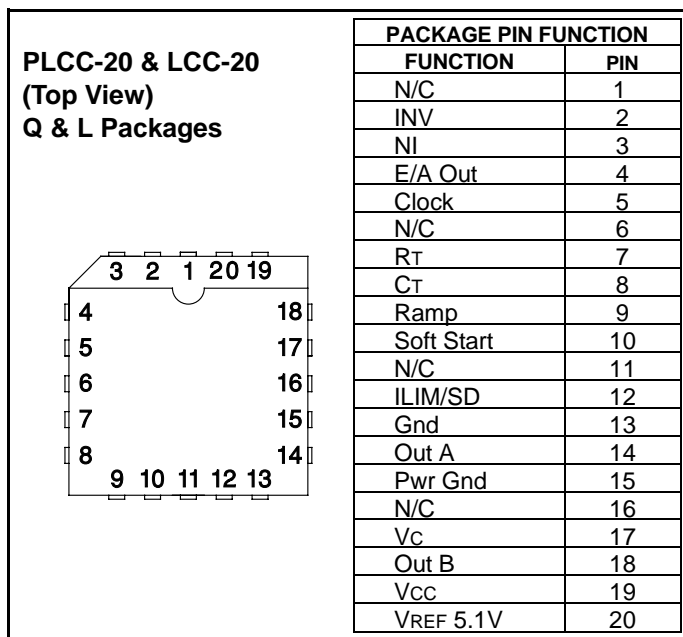 PLCC-20 & LCC-20
(Top View)
Q & L Packages
3 2 1 20 19
4 18
5 17
6 16
7 15
8 14
9 10 11 12 13
PACKAGE PIN FUNCTION
FUNCTION PIN
N/C 1
INV 2
NI 3
E/A Out 4
Clock 5
N/C 6
RT 7
CT 8
Ramp 9
Soft Start 10
N/C 11
ILIM/SD 12
Gnd 13
Out A 14
Pwr Gnd 15
N/C 16
VC 17
Out B 18
VCC 19
VREF 5.1V 20